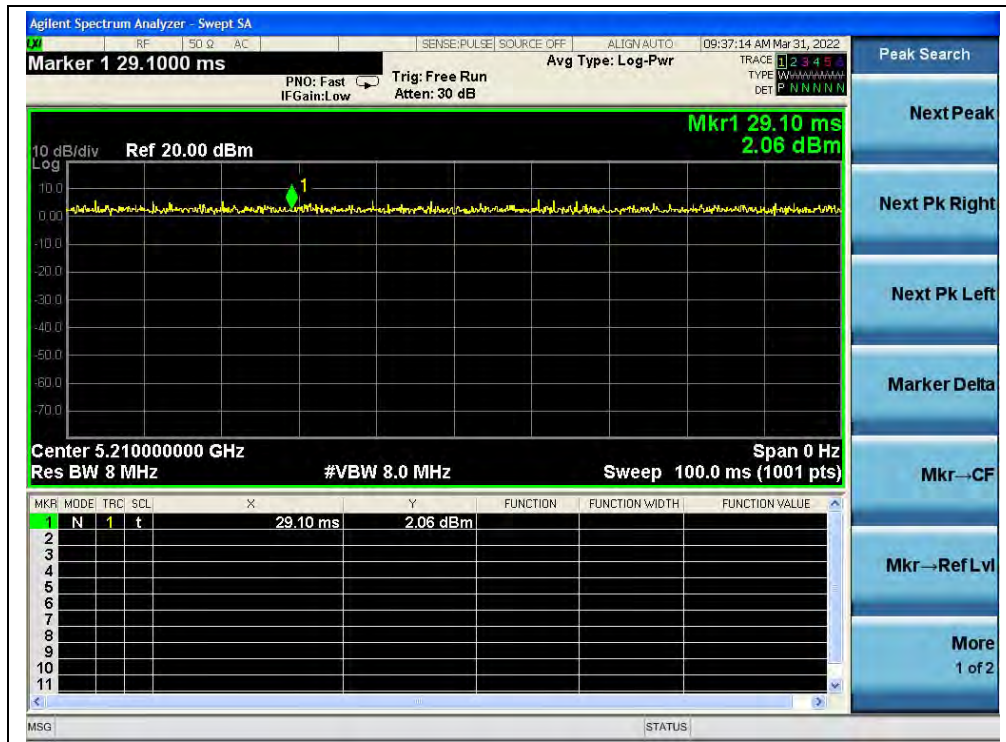 Agilent Spectrum Analyzer - Swept SA
LXI RF 50 Ω AC SENSE:PULSE SOURCE OFF ALIGN AUTO 09:37:14 AM Mar 31, 2022
Marker 1 29.1000 ms
PNO: Fast
IFGain:Low
Trig: Free Run
Atten: 30 dB
Avg Type: Log-Pwr
TRACE 1 2 3 4 5 6
TYPE W
DET P N N N N N
Mkr1 29.10 ms
2.06 dBm
10 dB/div Ref 20.00 dBm
Log
10.0
0.00
-10.0
-20.0
-30.0
-40.0
-50.0
-60.0
-70.0
1
Center 5.210000000 GHz Span 0 Hz
Res BW 8 MHz #VBW 8.0 MHz Sweep 100.0 ms (1001 pts)
MKR MODE TRC SCL X Y FUNCTION FUNCTION WIDTH FUNCTION VALUE
1 N 1 t 29.10 ms 2.06 dBm
2
3
4
5
6
7
8
9
10
11
MSG STATUS
Peak Search
Next Peak
Next Pk Right
Next Pk Left
Marker Delta
Mkr→CF
Mkr→Ref Lvl
More
1 of 2